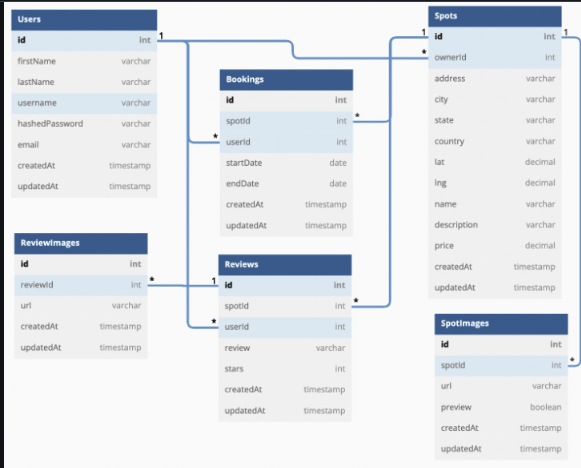 Users
id int 1
firstName varchar
lastName varchar
username varchar
hashedPassword varchar
email varchar
createdAt timestamp
updatedAt timestamp
Bookings
id int
spotId int *
* userId int
startDate date
endDate date
createdAt timestamp
updatedAt timestamp
Spots
1 id int 1
* ownerId int
address varchar
city varchar
state varchar
country varchar
lat decimal
lng decimal
name varchar
description varchar
price decimal
createdAt timestamp
updatedAt timestamp
ReviewImages
id int
reviewId int *
url varchar
createdAt timestamp
updatedAt timestamp
Reviews
1 id int
spotId int *
* userId int
review varchar
stars int
createdAt timestamp
updatedAt timestamp
SpotImages
id int
spotId int *
url varchar
preview boolean
createdAt timestamp
updatedAt timestamp